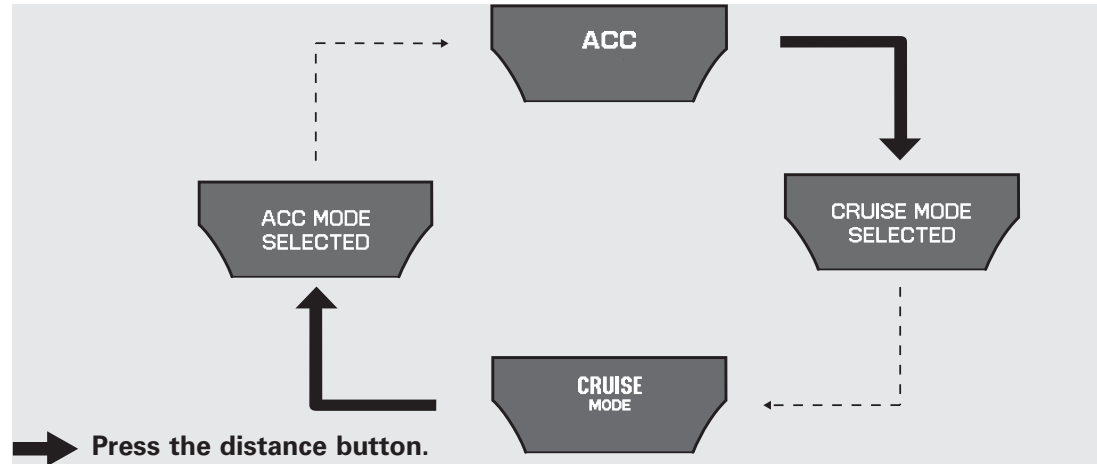 ACC
ACC MODE
SELECTED
CRUISE MODE
SELECTED
CRUISE
MODE
Press the distance button.